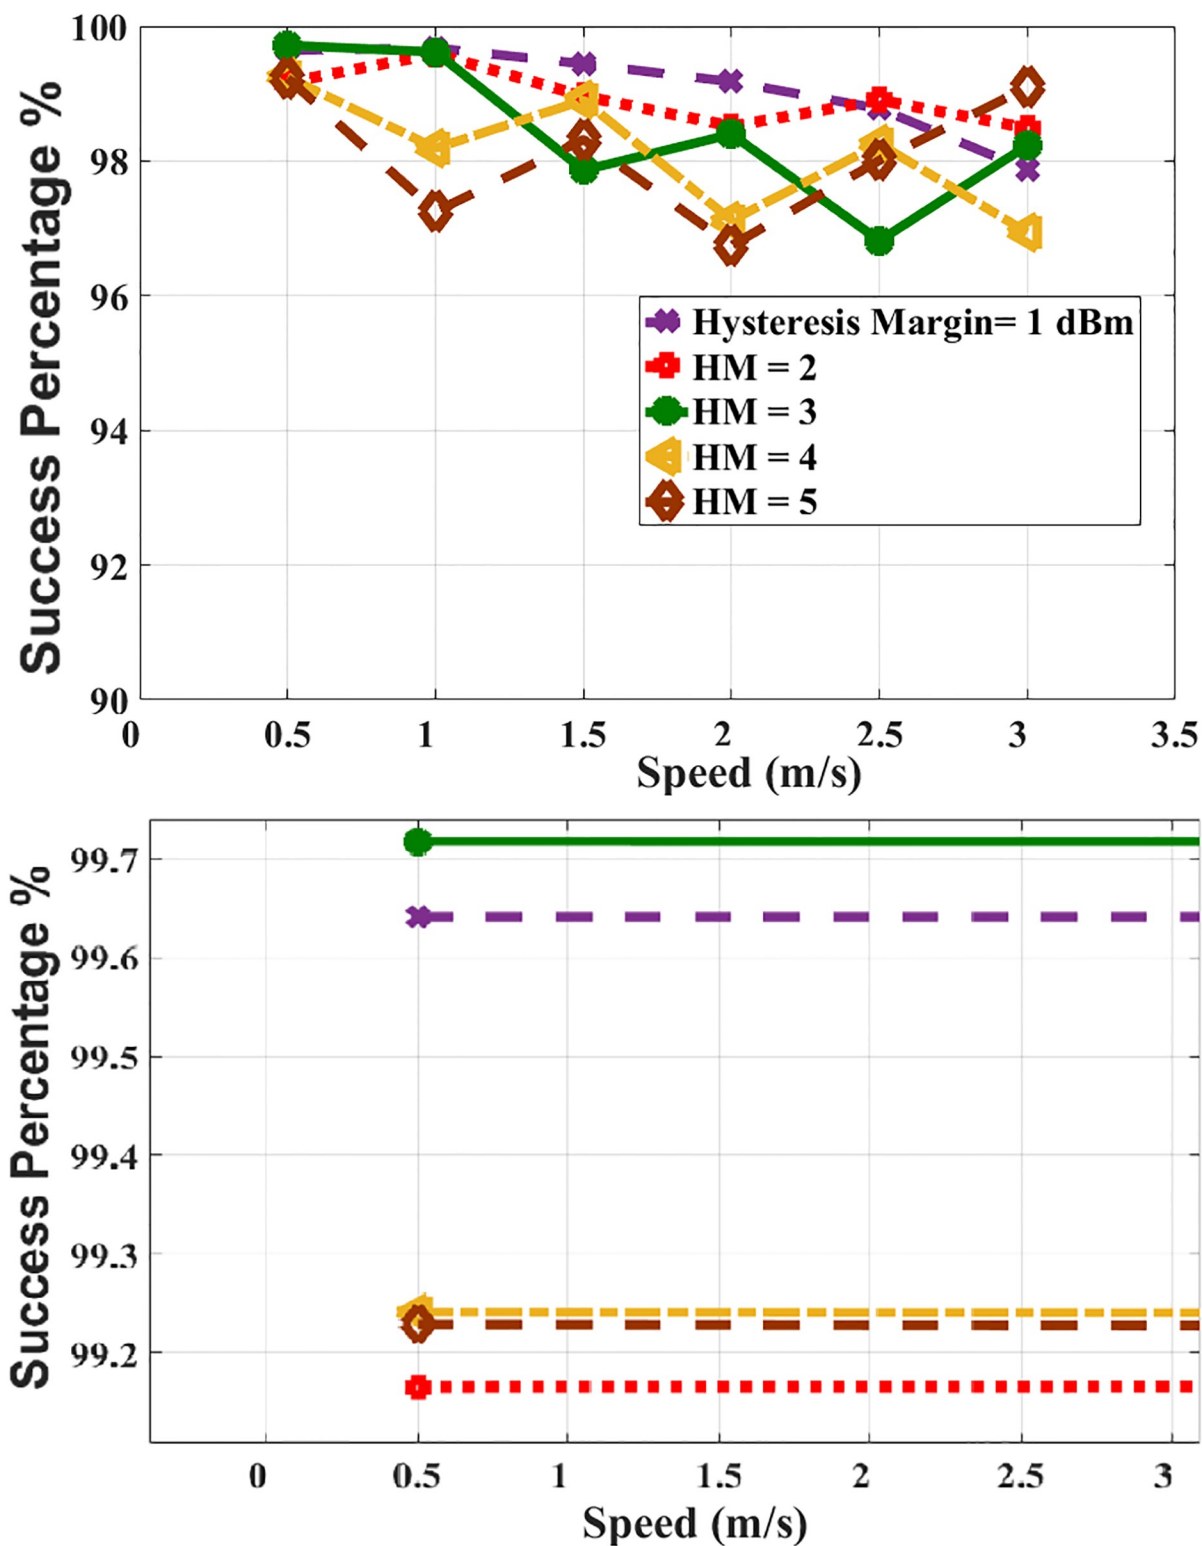 100
98
96
94
92
90
Success Percentage %
Hysteresis Margin= 1 dBm
HM = 2
HM = 3
HM = 4
HM = 5
0 0.5 1 1.5 2 2.5 3 3.5
Speed (m/s)
99.7
99.6
99.5
99.4
99.3
99.2
Success Percentage %
0 0.5 1 1.5 2 2.5 3
Speed (m/s)